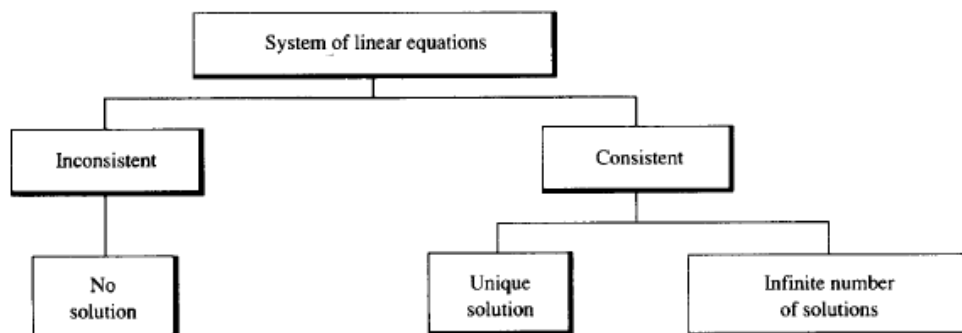 System of linear equations
Inconsistent
Consistent
No
solution
Unique
solution
Infinite number
of solutions